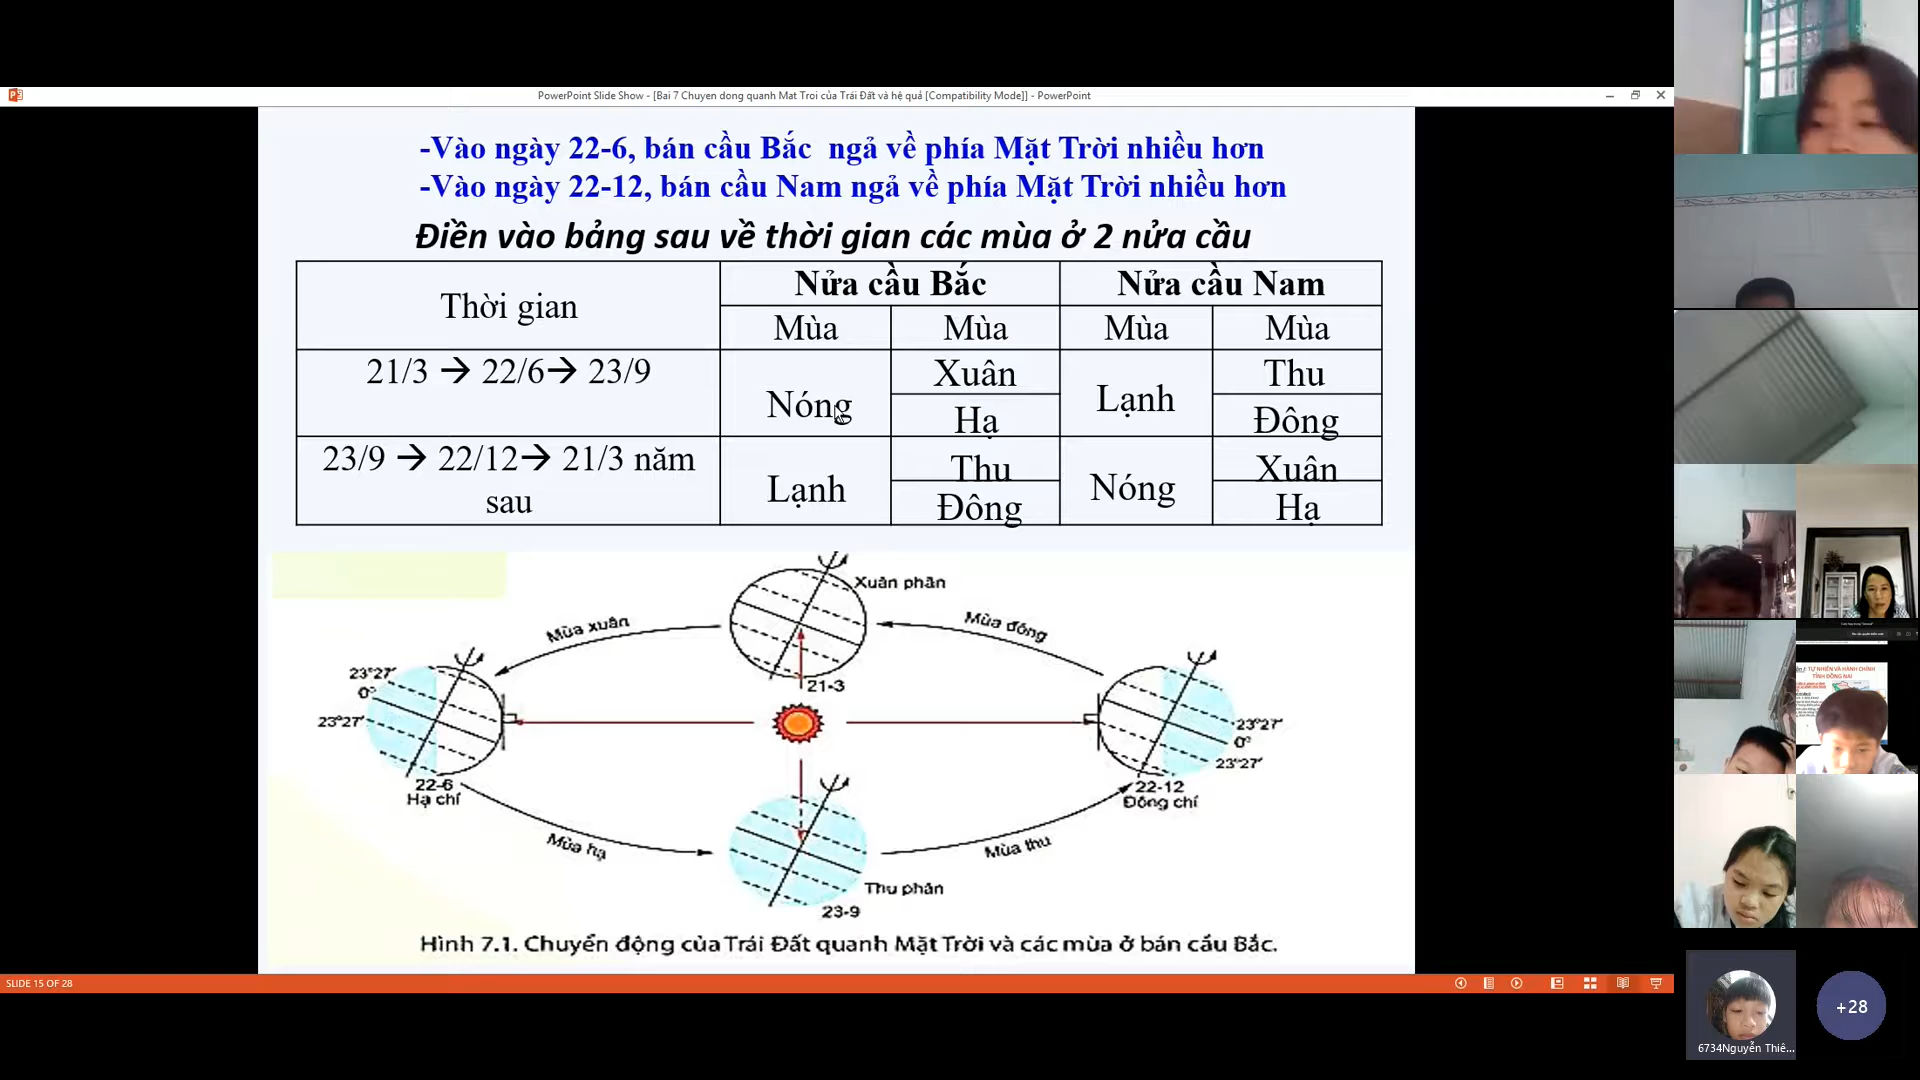 PowerPoint Slide Show - [Bai 7 Chuyen dong quanh Mat Troi của Trái Đất và hệ quả [Compatibility Mode]] - PowerPoint
-Vào ngày 22-6, bán cầu Bắc ngả về phía Mặt Trời nhiều hơn
-Vào ngày 22-12, bán cầu Nam ngả về phía Mặt Trời nhiều hơn
Điền vào bảng sau về thời gian các mùa ở 2 nửa cầu
Thời gian
Nửa cầu Bắc
Nửa cầu Nam
Mùa
Mùa
Mùa
Mùa
21/3 → 22/6→ 23/9
Nóng
Xuân
Hạ
Lạnh
Thu
Đông
23/9 → 22/12→ 21/3 năm
sau
Lạnh
Thu
Đông
Nóng
Xuân
Hạ
Xuân phân
Mùa xuân
Mùa đông
23°27'
0°
23°27'
21-3
23°27'
0°
23°27'
22-6
Hạ chí
22-12
Đông chí
Mùa hạ
Mùa thu
Thu phân
23-9
Hình 7.1. Chuyển động của Trái Đất quanh Mặt Trời và các mùa ở bán cầu Bắc.
SLIDE 15 OF 28
TỰ NHIÊN VÀ HÀNH CHÍNH
TỈNH ĐỒNG NAI
+28
6734Nguyễn Thiê...